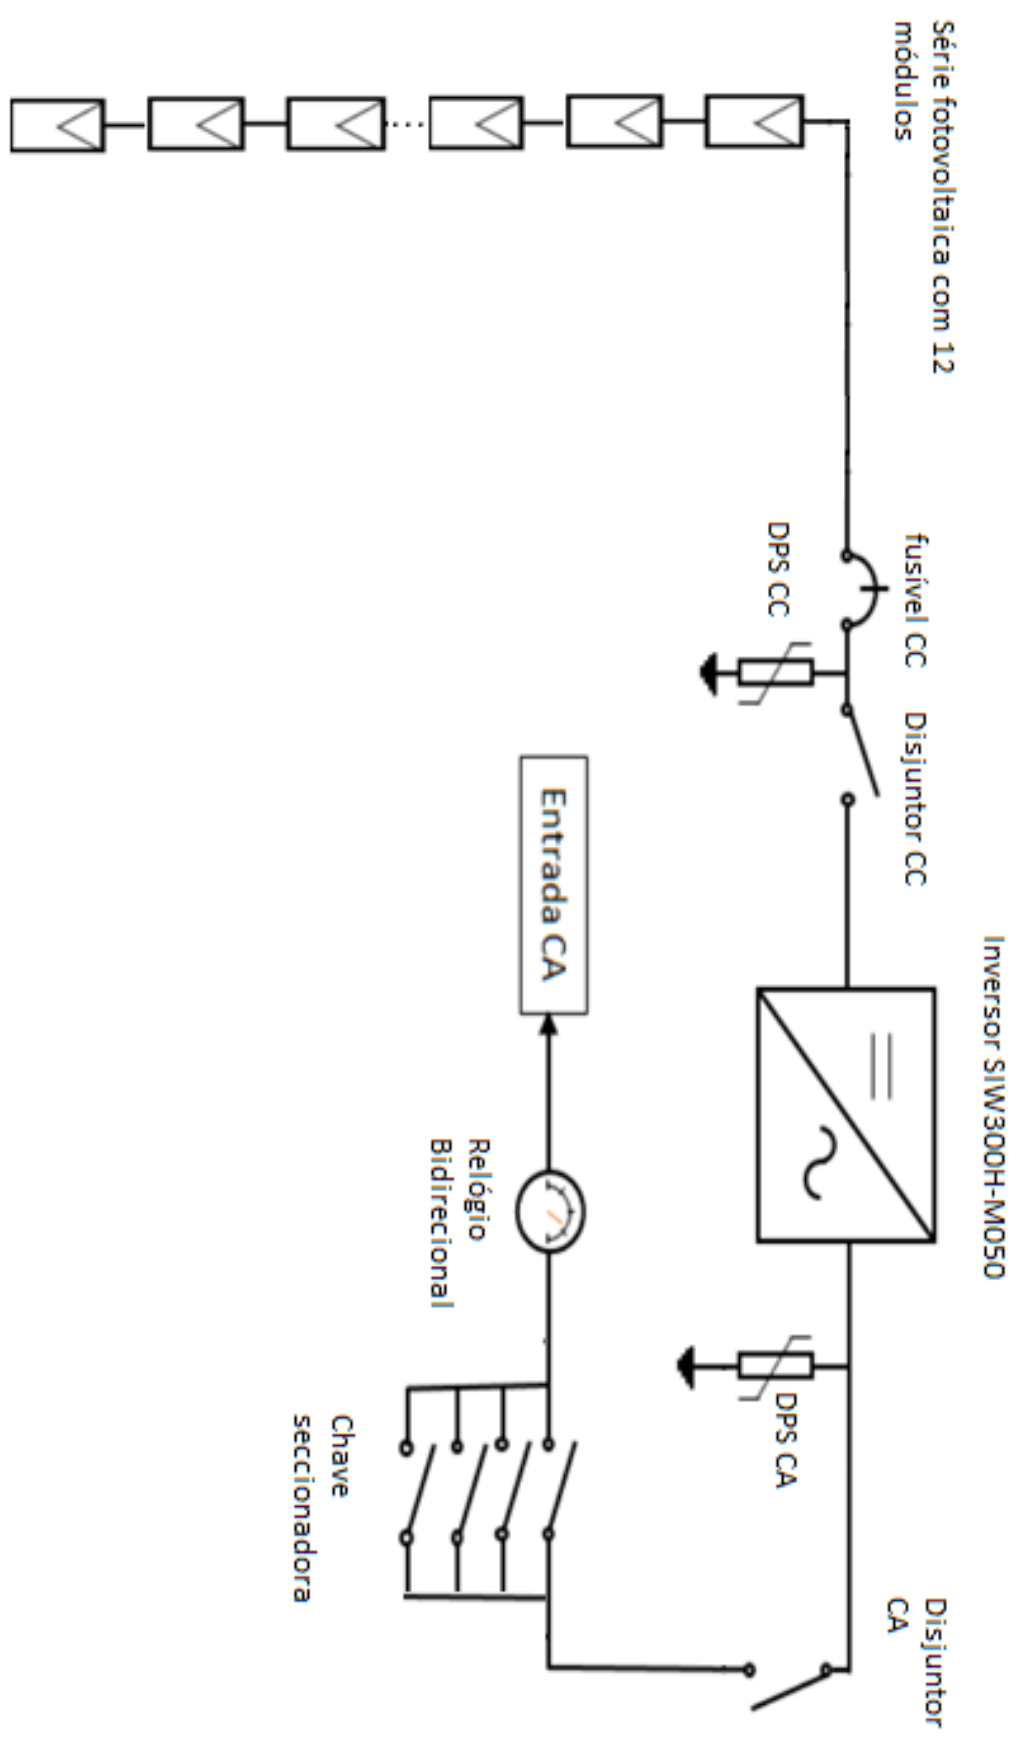 Série fotovoltaica com 12
módulos
fusível CC
DPS CC
Disjuntor CC
Inversor SIW300H-M050
DPS CA
Disjuntor
CA
Chave
seccionadora
Relógio
Bidirecional
Entrada CA